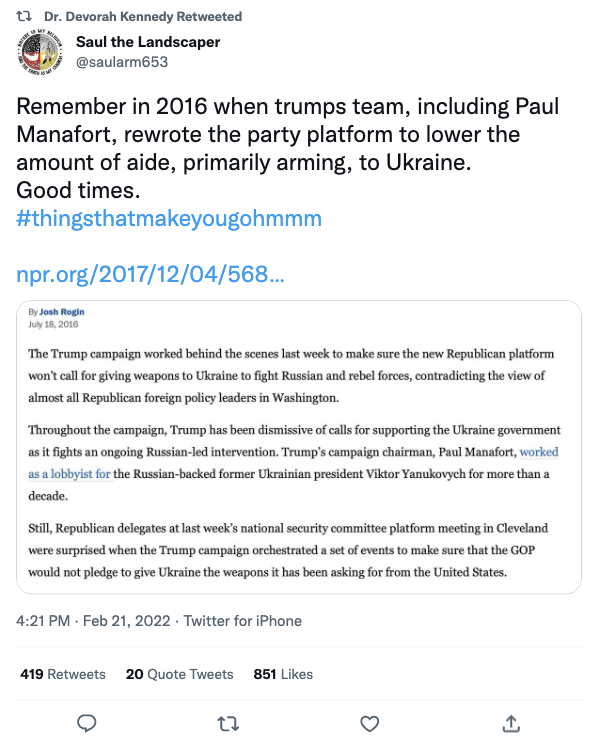 Dr. Devorah Kennedy Retweeted
Saul the Landscaper
@saularm653
Remember in 2016 when trumps team, including Paul
Manafort, rewrote the party platform to lower the
amount of aide, primarily arming, to Ukraine.
Good times.
#thingsthatmakeyougohmmm
npr.org/2017/12/04/568...
By Josh Rogin
July 18, 2016
The Trump campaign worked behind the scenes last week to make sure the new Republican platform
won't call for giving weapons to Ukraine to fight Russian and rebel forces, contradicting the view of
almost all Republican foreign policy leaders in Washington.
Throughout the campaign, Trump has been dismissive of calls for supporting the Ukraine government
as it fights an ongoing Russian-led intervention. Trump's campaign chairman, Paul Manafort, worked
as a lobbyist for the Russian-backed former Ukrainian president Viktor Yanukovych for more than a
decade.
Still, Republican delegates at last week's national security committee platform meeting in Cleveland
were surprised when the Trump campaign orchestrated a set of events to make sure that the GOP
would not pledge to give Ukraine the weapons it has been asking for from the United States.
4:21 PM · Feb 21, 2022 · Twitter for iPhone
419 Retweets 20 Quote Tweets 851 Likes